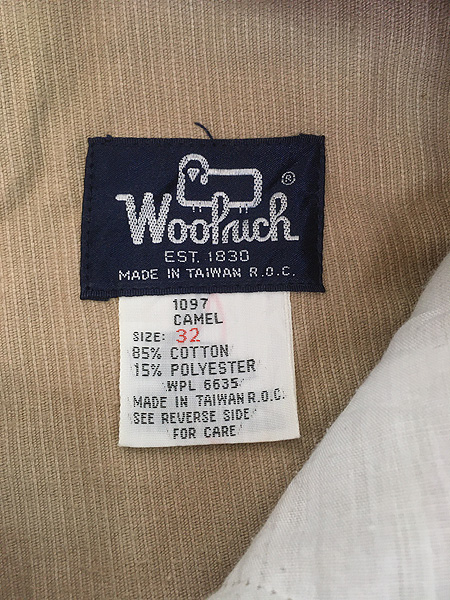 Woolrich
®
EST. 1830
MADE IN TAIWAN R.O.C.
1097
CAMEL
SIZE: 32
85% COTTON
15% POLYESTER
WPL 6635
MADE IN TAIWAN R.O.C.
SEE REVERSE SIDE
FOR CARE